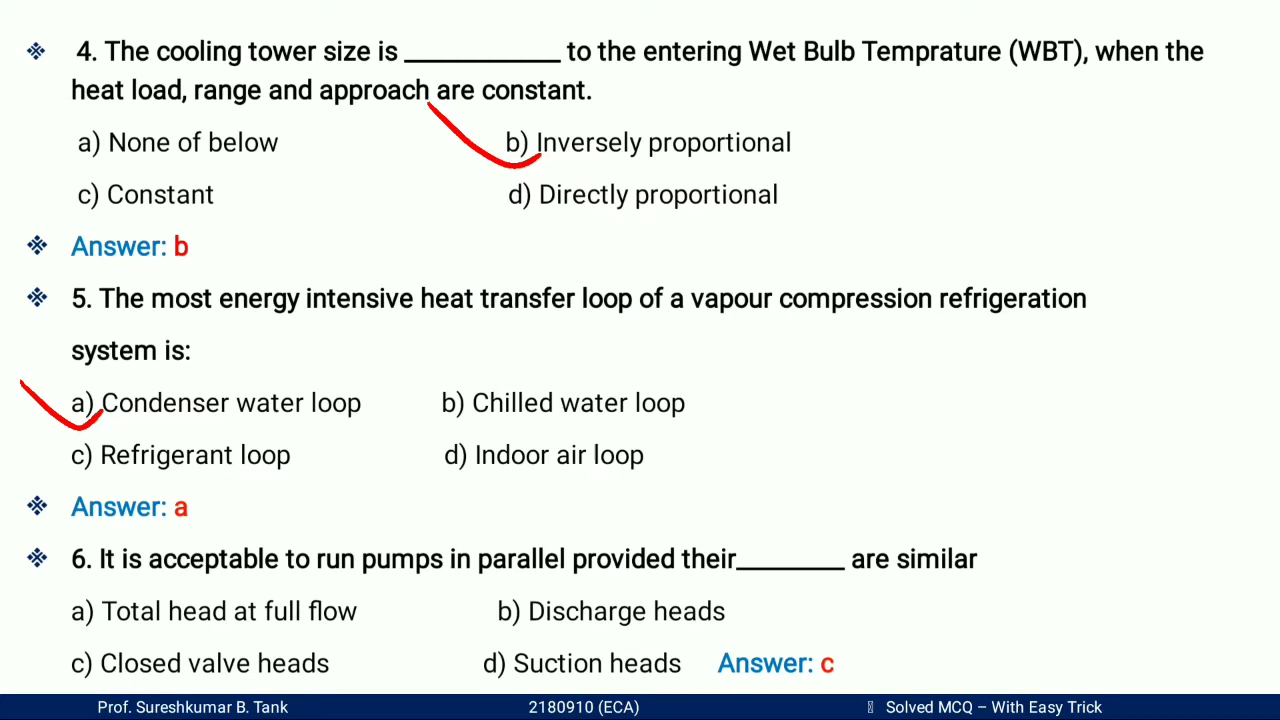 ❖ 4. The cooling tower size is ____________ to the entering Wet Bulb Temprature (WBT), when the
heat load, range and approach are constant.
a) None of below b) Inversely proportional
c) Constant d) Directly proportional
❖ Answer: b
❖ 5. The most energy intensive heat transfer loop of a vapour compression refrigeration
system is:
a) Condenser water loop b) Chilled water loop
c) Refrigerant loop d) Indoor air loop
❖ Answer: a
❖ 6. It is acceptable to run pumps in parallel provided their________ are similar
a) Total head at full flow b) Discharge heads
c) Closed valve heads d) Suction heads Answer: c
Prof. Sureshkumar B. Tank 2180910 (ECA) Solved MCQ – With Easy Trick